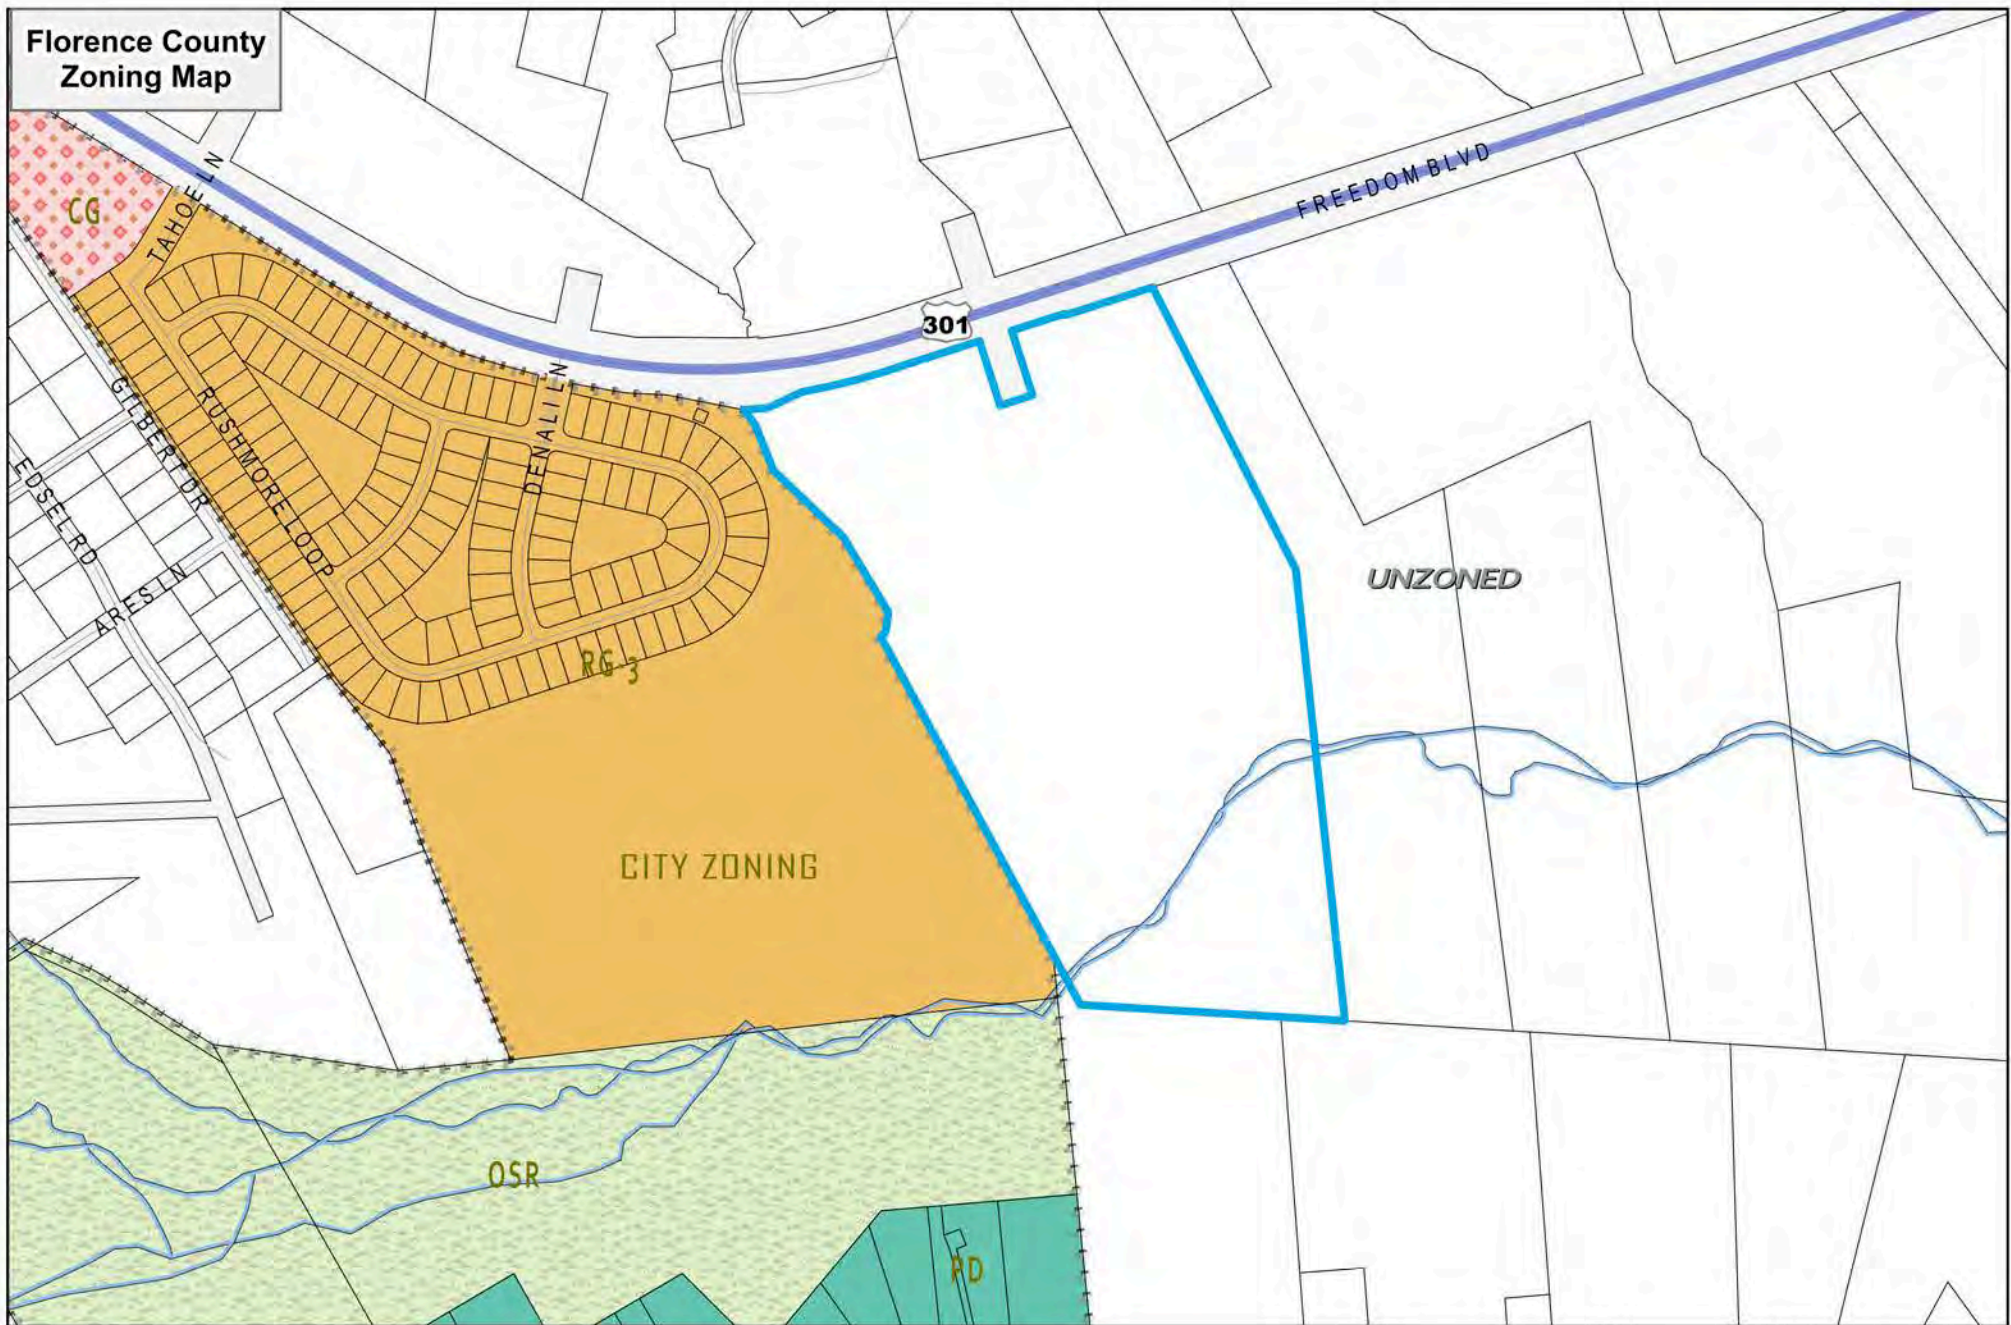 Florence County
Zoning Map
CG
TAHOE LN
FREEDOM BLVD
301
DENALI LN
GILBERT DR
RUSHMORE LOOP
EDSEL RD
ARES LN
UNZONED
RG-3
CITY ZONING
OSR
PD